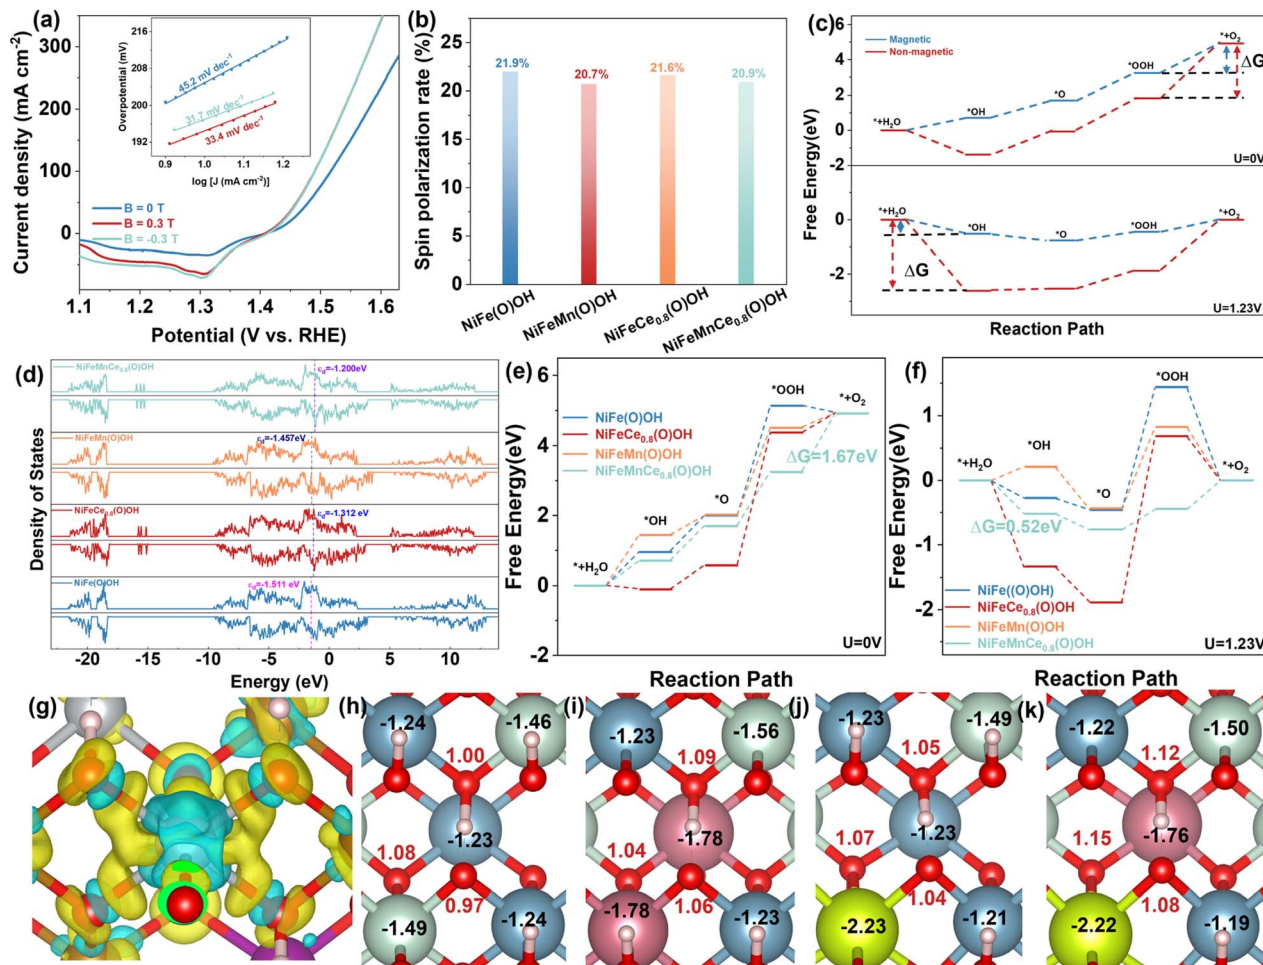 (a)
Current density (mA cm-2)
300
200
100
0
1.1
1.2
1.3
1.4
1.5
1.6
Potential (V vs. RHE)
B = 0 T
B = 0.3 T
B = -0.3 T
Overpotential (mV)
216
208
200
192
0.9
1.0
1.1
1.2
log [J (mA cm-2)]
45.2 mV dec-1
31.7 mV dec-1
33.4 mV dec-1
(b)
Spin polarization rate (%)
25
20
15
10
5
0
21.9%
20.7%
21.6%
20.9%
NiFe(O)OH
NiFeMn(O)OH
NiFeCe0.8(O)OH
NiFeMnCe0.8(O)OH
(c)
Free Energy(eV)
6
4
2
0
-2
Magnetic
Non-magnetic
*+H2O
*OH
*O
*OOH
*+O2
ΔG
U=0V
0
-2
*+H2O
*OH
*O
*OOH
*+O2
ΔG
U=1.23V
Reaction Path
(d)
Density of States
NiFeMnCe0.8(O)OH
εd=-1.200eV
NiFeMn(O)OH
εd=-1.457eV
NiFeCe0.8(O)OH
εd=-1.312 eV
NiFe(O)OH
εd=-1.511 eV
-20
-15
-10
-5
0
5
10
Energy (eV)
(e)
Free Energy(eV)
6
4
2
0
-2
NiFe(O)OH
NiFeCe0.8(O)OH
NiFeMn(O)OH
NiFeMnCe0.8(O)OH
*+H2O
*OH
*O
*OOH
*+O2
ΔG=1.67eV
U=0V
Reaction Path
(f)
Free Energy(eV)
1
0
-1
-2
*+H2O
*OH
*O
*OOH
*+O2
ΔG=0.52eV
NiFe((O)OH)
NiFeCe0.8(O)OH
NiFeMn(O)OH
NiFeMnCe0.8(O)OH
U=1.23V
Reaction Path
(g)
(h)
-1.24
-1.46
1.00
-1.23
1.08
0.97
-1.49
-1.24
(i)
-1.23
-1.56
1.09
-1.78
1.04
1.06
-1.78
-1.23
(j)
-1.23
-1.49
1.05
-1.23
1.07
1.04
-2.23
-1.21
(k)
-1.22
-1.50
1.12
-1.76
1.15
1.08
-2.22
-1.19